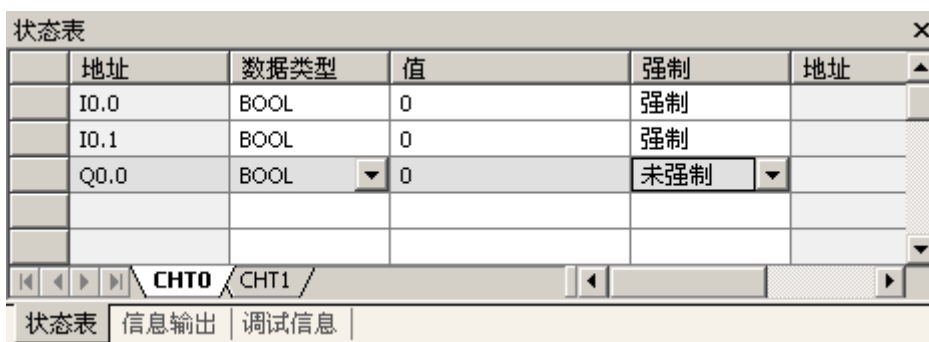 状态表
地址 数据类型 值 强制 地址
I0.0 BOOL 0 强制
I0.1 BOOL 0 强制
Q0.0 BOOL 0 未强制
CHT0 CHT1
状态表 信息输出 调试信息